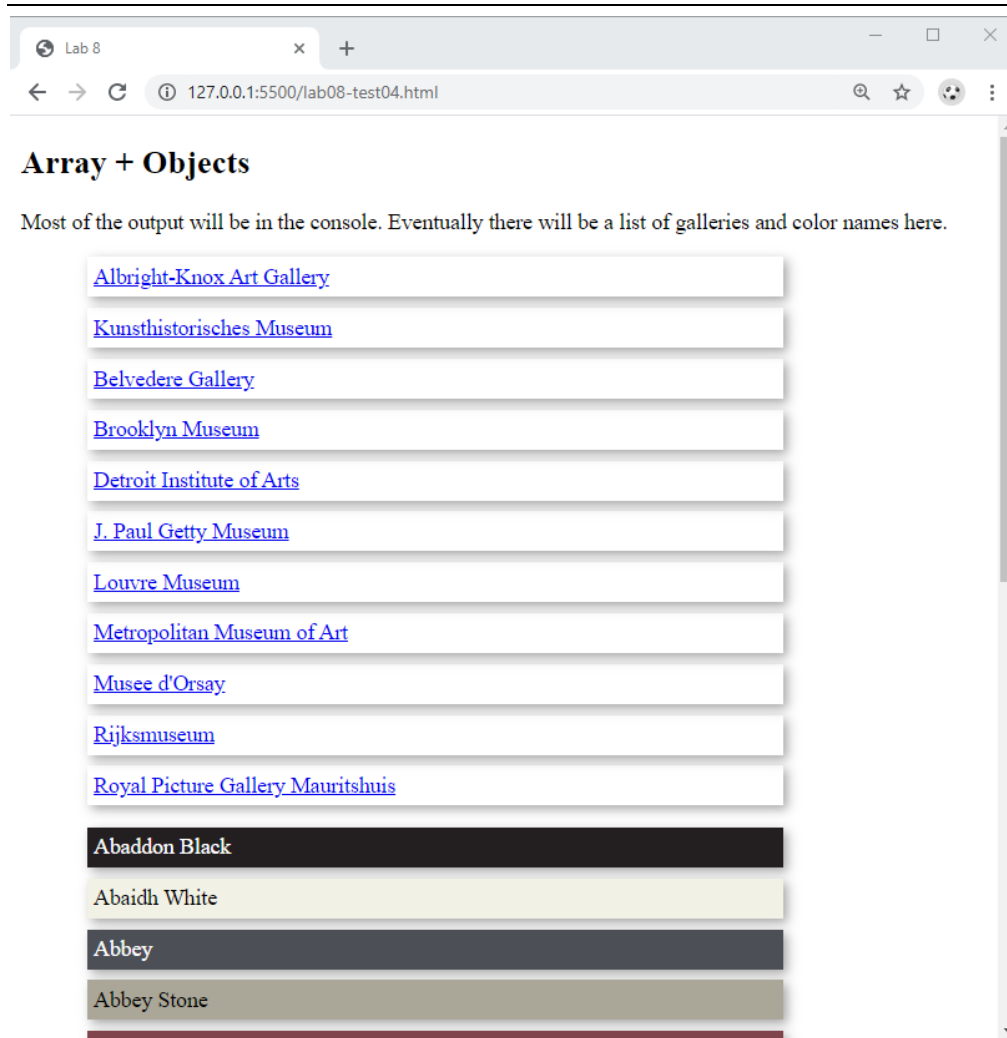 Lab 8
127.0.0.1:5500/lab08-test04.html
Array + Objects
Most of the output will be in the console. Eventually there will be a list of galleries and color names here.
Albright-Knox Art Gallery
Kunsthistorisches Museum
Belvedere Gallery
Brooklyn Museum
Detroit Institute of Arts
J. Paul Getty Museum
Louvre Museum
Metropolitan Museum of Art
Musee d'Orsay
Rijksmuseum
Royal Picture Gallery Mauritshuis
Abaddon Black
Abaidh White
Abbey
Abbey Stone